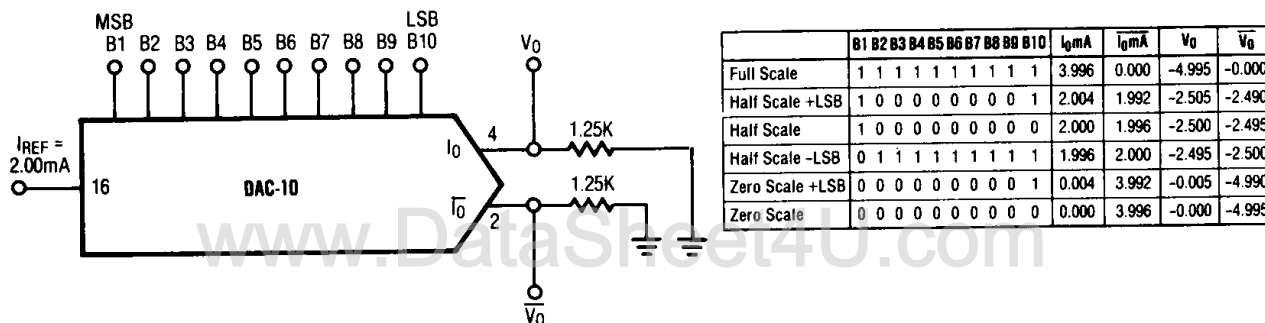 MSB LSB
B1 B2 B3 B4 B5 B6 B7 B8 B9 B10
V0
IREF =
2.00mA
16
DAC-10
I0
4
1.25K
I0
2
1.25K
V0
B1 B2 B3 B4 B5 B6 B7 B8 B9 B10 I0mA I0mA V0 V0
Full Scale 1 1 1 1 1 1 1 1 1 1 3.996 0.000 -4.995 -0.000
Half Scale +LSB 1 0 0 0 0 0 0 0 0 1 2.004 1.992 -2.505 -2.490
Half Scale 1 0 0 0 0 0 0 0 0 0 2.000 1.996 -2.500 -2.495
Half Scale -LSB 0 1 1 1 1 1 1 1 1 1 1.996 2.000 -2.495 -2.500
Zero Scale +LSB 0 0 0 0 0 0 0 0 0 1 0.004 3.992 -0.005 -4.990
Zero Scale 0 0 0 0 0 0 0 0 0 0 0.000 3.996 -0.000 -4.995
www.DataSheet4U.com